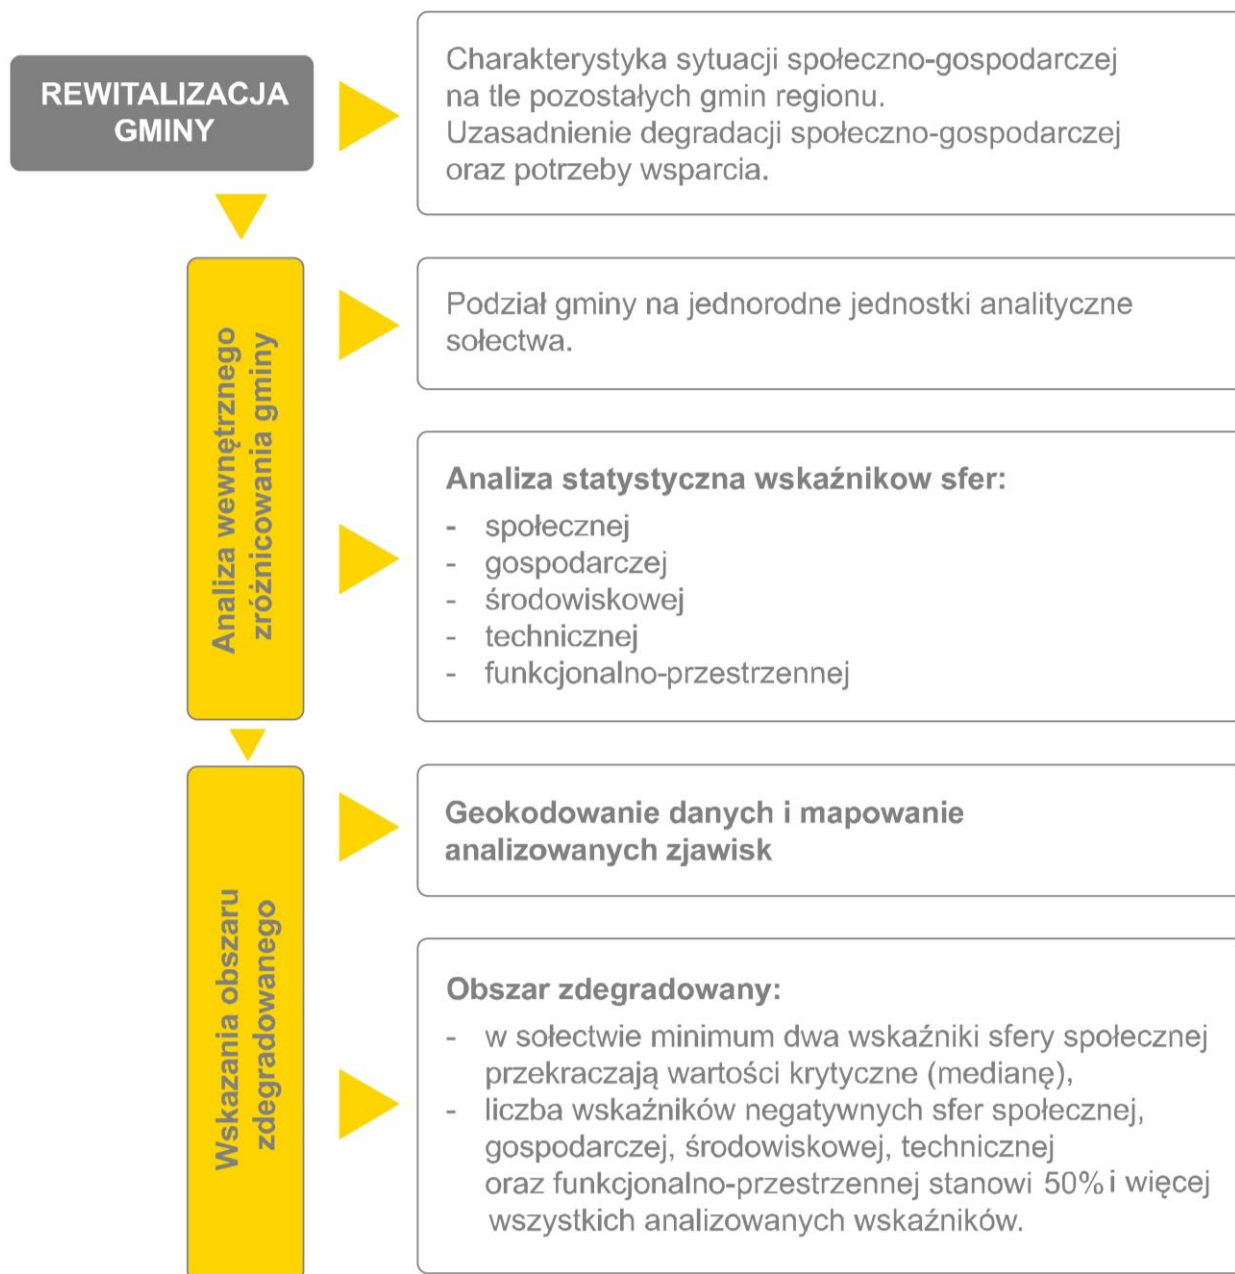 REWITALIZACJA
GMINY
Charakterystyka sytuacji społeczno-gospodarczej
na tle pozostałych gmin regionu.
Uzasadnienie degradacji społeczno-gospodarczej
oraz potrzeby wsparcia.
Analiza wewnętrznego
zróżnicowania gminy
Podział gminy na jednorodne jednostki analityczne
sołectwa.
Analiza statystyczna wskaźnikow sfer:
- społecznej
- gospodarczej
- środowiskowej
- technicznej
- funkcjonalno-przestrzennej
Wskazania obszaru
zdegradowanego
Geokodowanie danych i mapowanie
analizowanych zjawisk
Obszar zdegradowany:
- w sołectwie minimum dwa wskaźniki sfery społecznej
przekraczają wartości krytyczne (medianę),
- liczba wskaźników negatywnych sfer społecznej,
gospodarczej, środowiskowej, technicznej
oraz funkcjonalno-przestrzennej stanowi 50% i więcej
wszystkich analizowanych wskaźników.